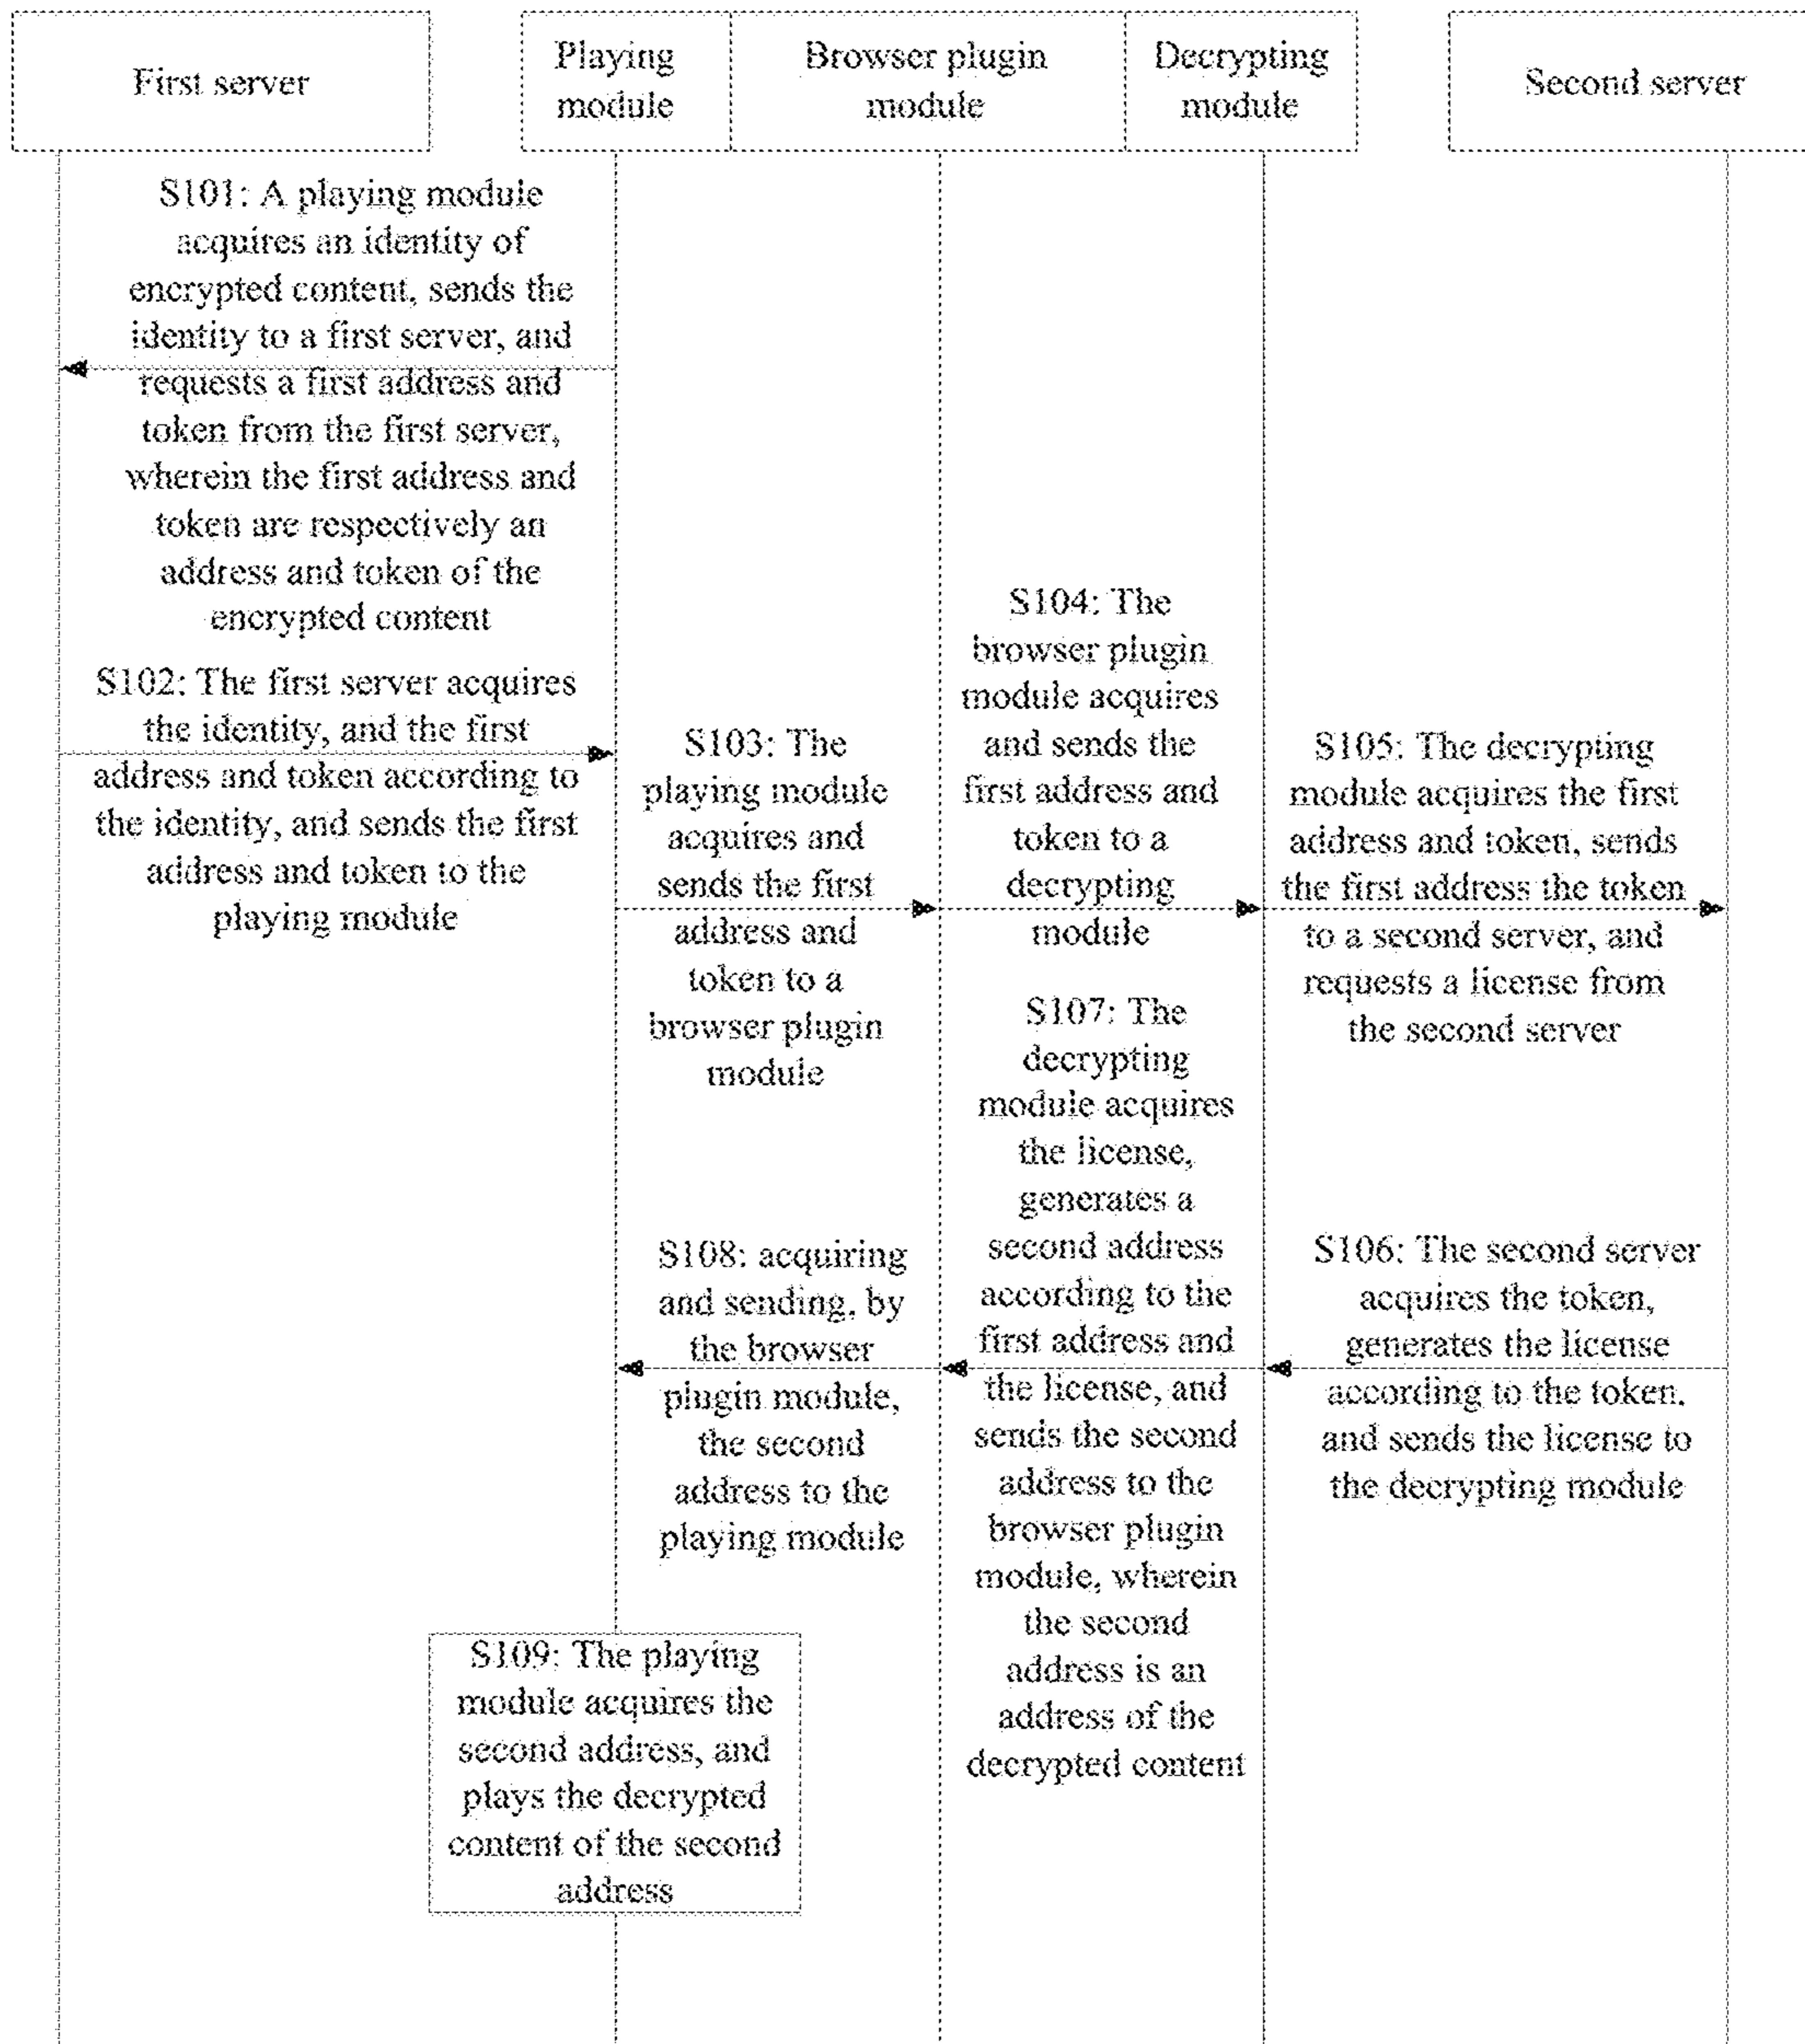 First server
Playing
module
Browser plugin
module
Decrypting
module
Second server
S101: A playing module
acquires an identity of
encrypted content, sends the
identity to a first server, and
requests a first address and
token from the first server,
wherein the first address and
token are respectively an
address and token of the
encrypted content
S102: The first server acquires
the identity, and the first
address and token according to
the identity, and sends the first
address and token to the
playing module
S103: The
playing module
acquires and
sends the first
address and
token to a
browser plugin
module
S104: The
browser plugin
module acquires
and sends the
first address and
token to a
decrypting
module
S105: The decrypting
module acquires the first
address and token, sends
the first address the token
to a second server, and
requests a license from
the second server
S106: The second server
acquires the token,
generates the license
according to the token,
and sends the license to
the decrypting module
S107: The
decrypting
module acquires
the license,
generates a
second address
according to the
first address and
the license, and
sends the second
address to the
browser plugin
module, wherein
the second
address is an
address of the
decrypted content
S108: acquiring
and sending, by
the browser
plugin module,
the second
address to the
playing module
S109: The playing
module acquires the
second address, and
plays the decrypted
content of the second
address